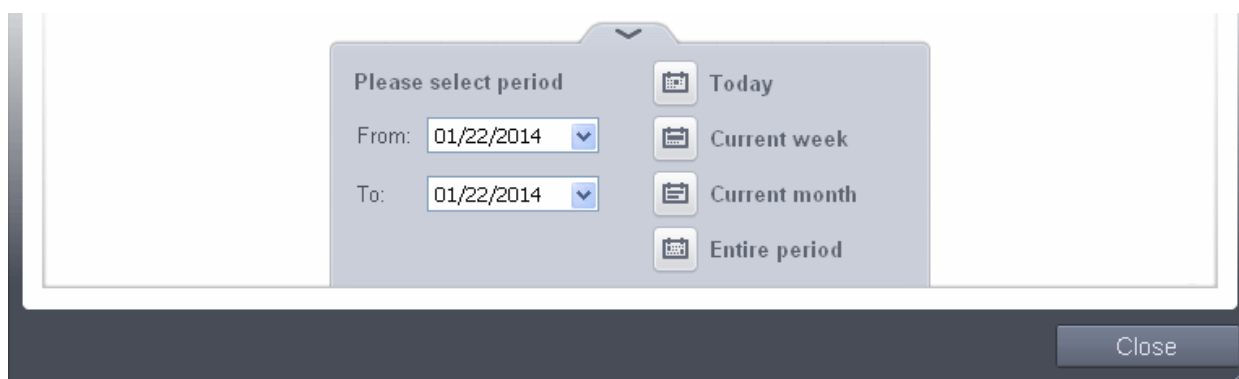 Please select period
From: 01/22/2014
To: 01/22/2014
Today
Current week
Current month
Entire period
Close